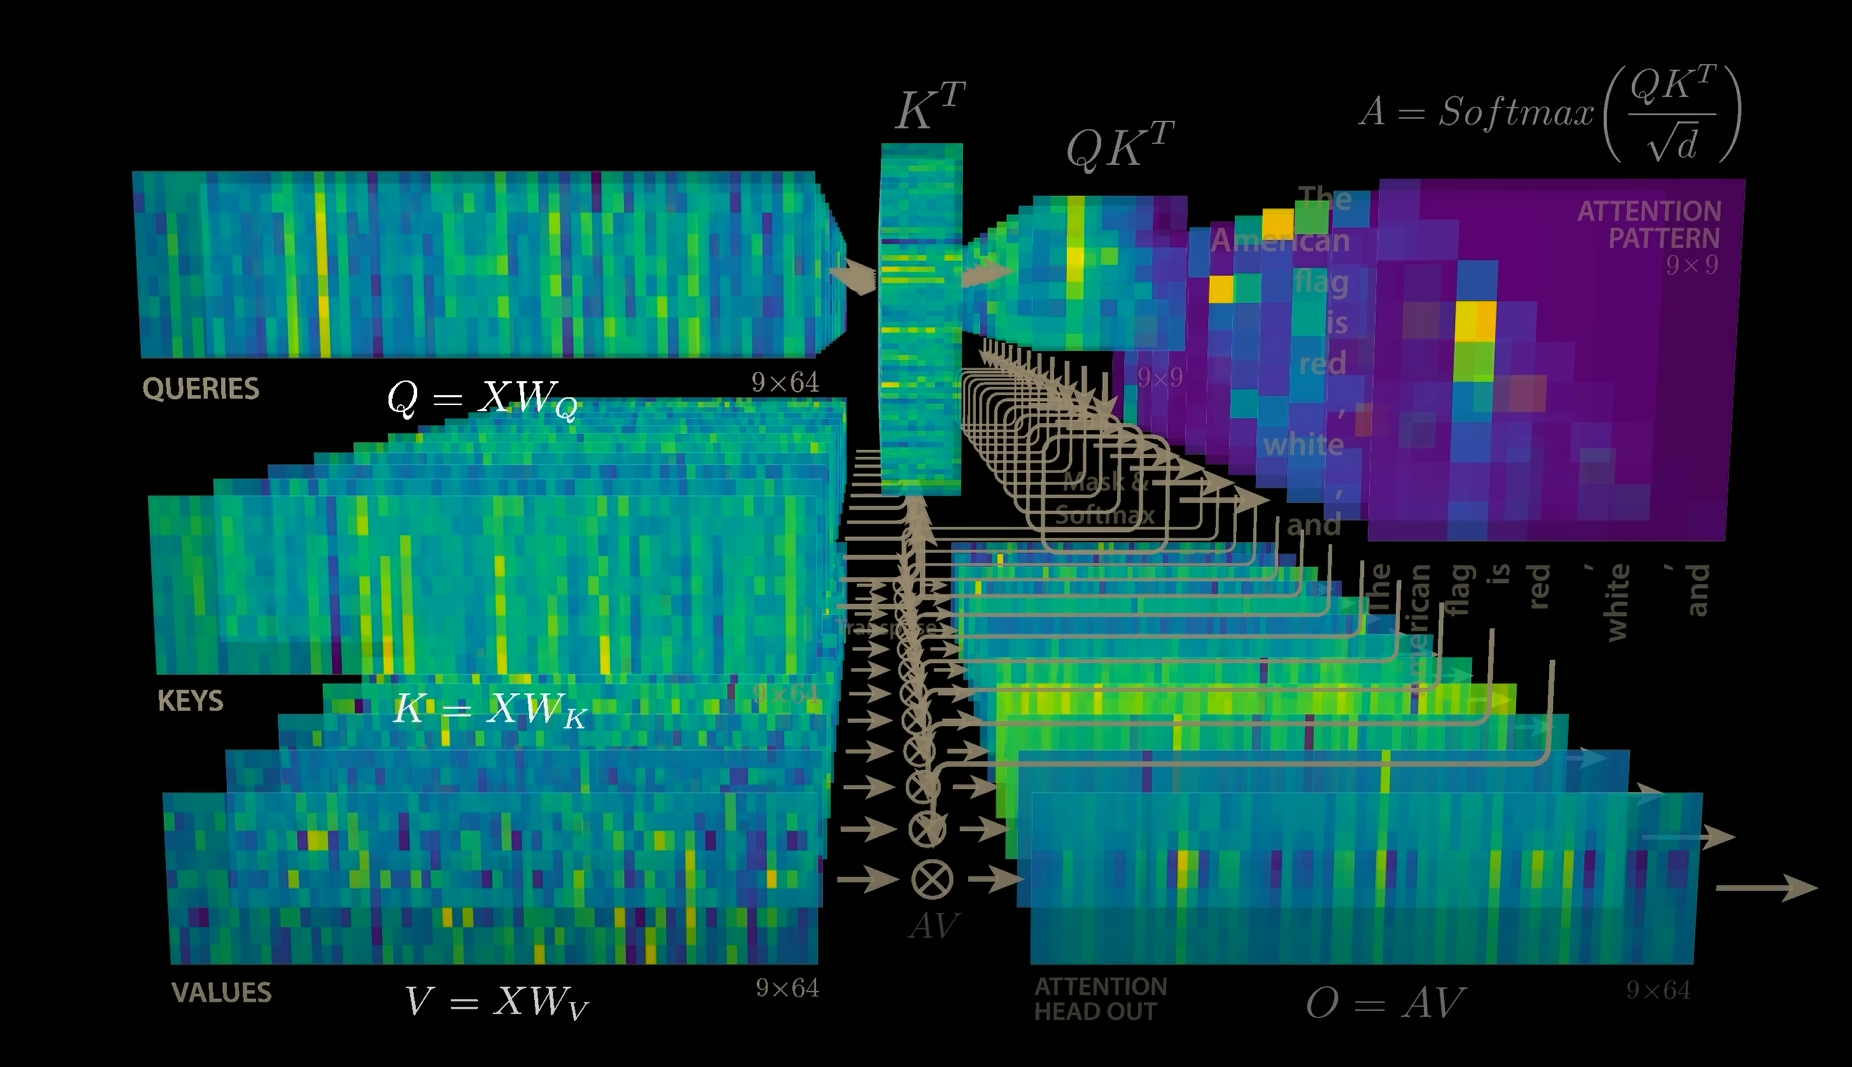 K^T
QK^T
A = Softmax(QK^T / √d)
ATTENTION
PATTERN
9×9
The
American
flag
is
red
,
white
,
and
QUERIES
Q = XW_Q
9×64
9×9
Mask &
Softmax
The
American
flag
is
red
,
white
,
and
Transpose
KEYS
K = XW_K
9×64
AV
VALUES
V = XW_V
9×64
ATTENTION
HEAD OUT
O = AV
9×64